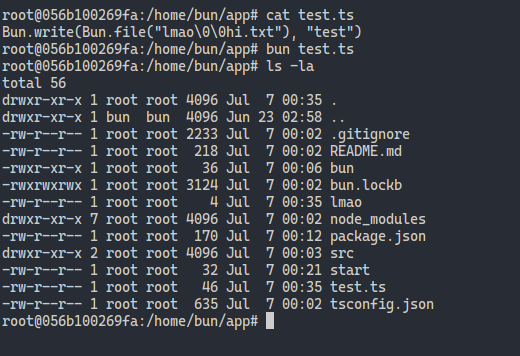 root@056b100269fa:/home/bun/app# cat test.ts
Bun.write(Bun.file("lmao\0\0hi.txt"), "test")
root@056b100269fa:/home/bun/app# bun test.ts
root@056b100269fa:/home/bun/app# ls -la
total 56
drwxr-xr-x 1 root root 4096 Jul  7 00:35 .
drwxr-xr-x 1 bun  bun  4096 Jun 23 02:58 ..
-rw-r--r-- 1 root root 2233 Jul  7 00:02 .gitignore
-rw-r--r-- 1 root root  218 Jul  7 00:02 README.md
-rwxr-xr-x 1 root root   36 Jul  7 00:06 bun
-rwxrwxrwx 1 root root 3124 Jul  7 00:02 bun.lockb
-rw-r--r-- 1 root root    4 Jul  7 00:35 lmao
drwxr-xr-x 7 root root 4096 Jul  7 00:02 node_modules
-rw-r--r-- 1 root root  170 Jul  7 00:12 package.json
drwxr-xr-x 2 root root 4096 Jul  7 00:03 src
-rw-r--r-- 1 root root   32 Jul  7 00:21 start
-rw-r--r-- 1 root root   46 Jul  7 00:35 test.ts
-rw-r--r-- 1 root root  635 Jul  7 00:02 tsconfig.json
root@056b100269fa:/home/bun/app#